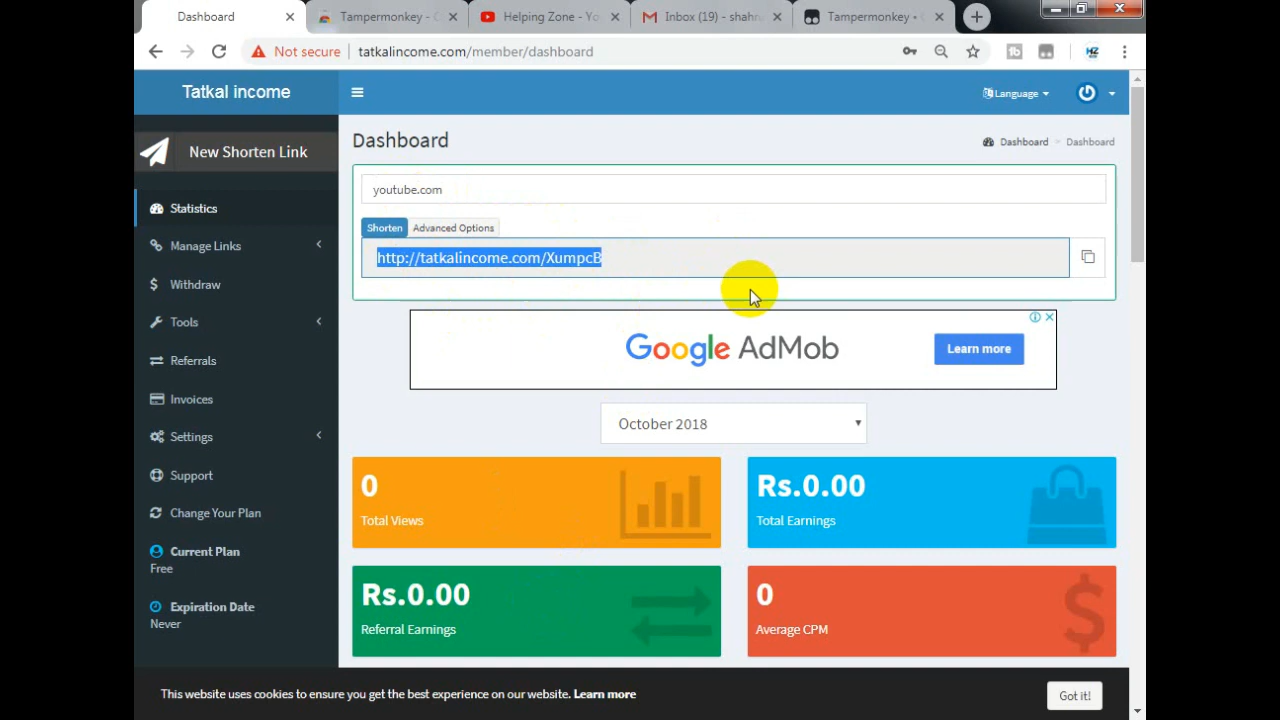 Dashboard
Tampermonkey - C
Helping Zone - Yo
Inbox (19) - shahru
Tampermonkey •
Not secure
tatkalincome.com/member/dashboard
Tatkal income
Language
New Shorten Link
Dashboard
Dashboard
Dashboard
youtube.com
Statistics
Shorten
Advanced Options
Manage Links
http://tatkalincome.com/XumpcB
Withdraw
Tools
Google AdMob
Learn more
Referrals
Invoices
October 2018
Settings
Support
0
Total Views
Rs.0.00
Total Earnings
Change Your Plan
Current Plan
Free
Expiration Date
Never
Rs.0.00
Referral Earnings
0
Average CPM
This website uses cookies to ensure you get the best experience on our website. Learn more
Got it!